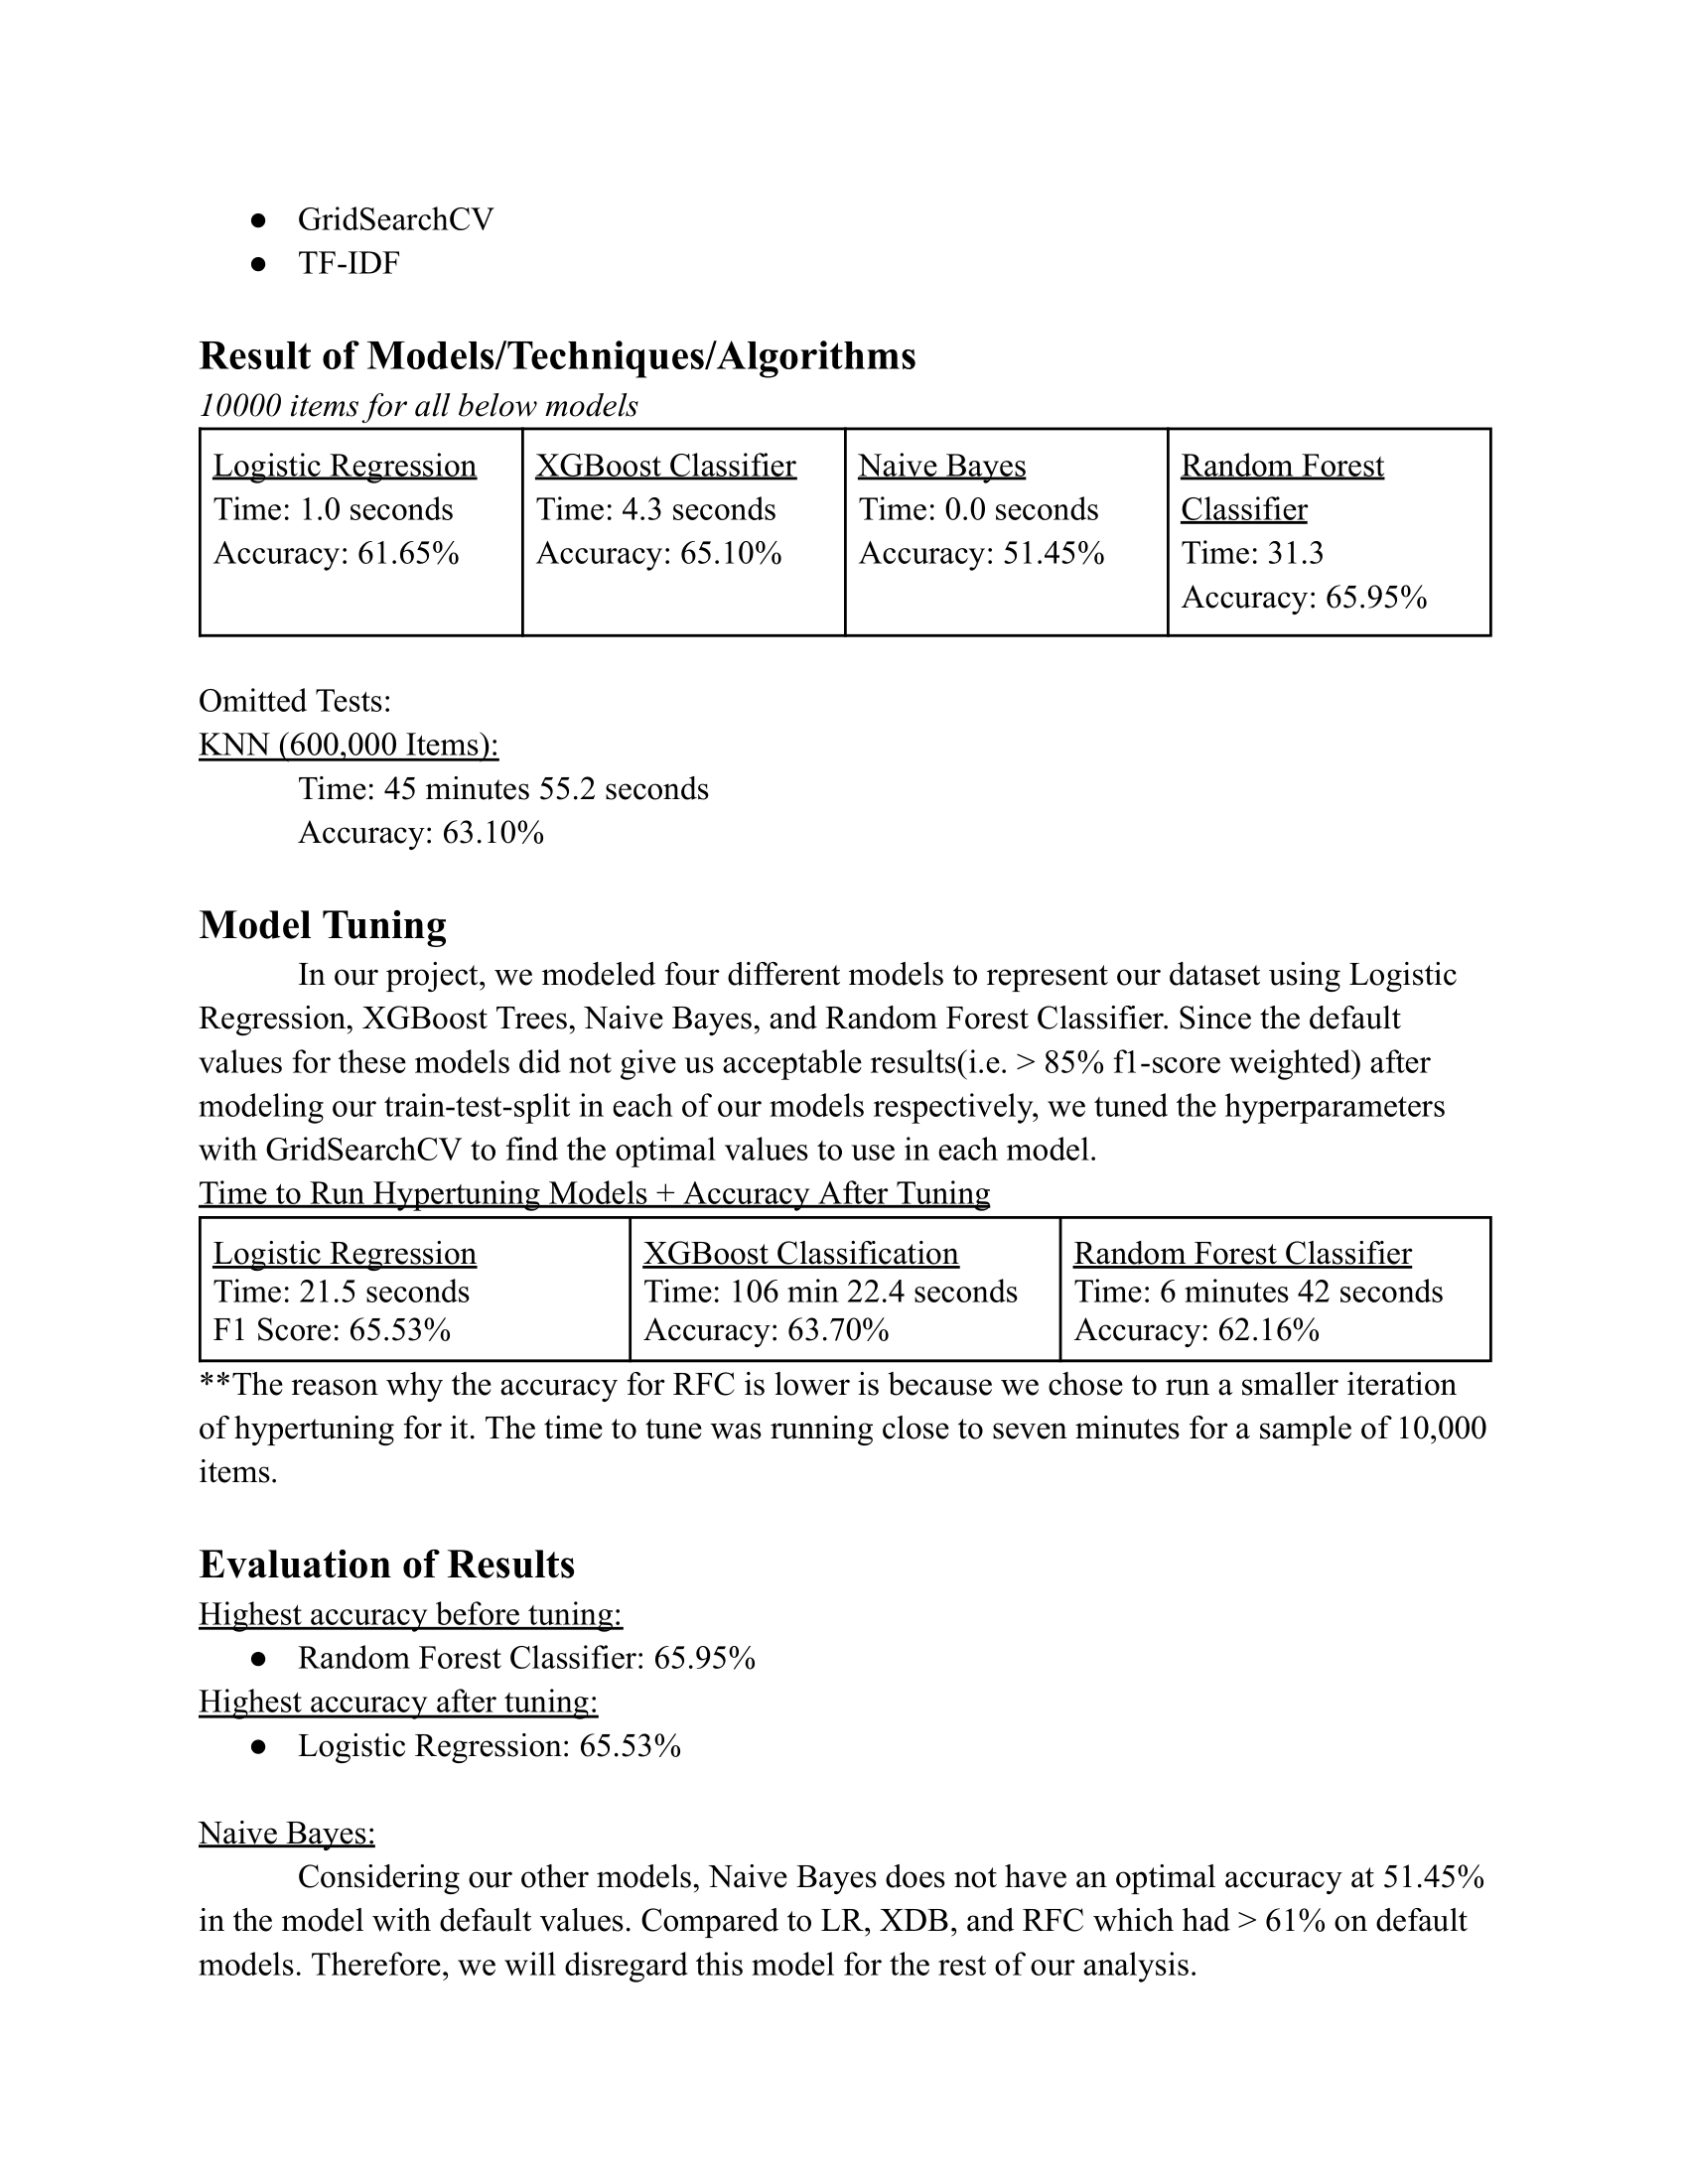 ● GridSearchCV
● TF-IDF
Result of Models/Techniques/Algorithms
10000 items for all below models
Logistic Regression
Time: 1.0 seconds
Accuracy: 61.65%
XGBoost Classifier
Time: 4.3 seconds
Accuracy: 65.10%
Naive Bayes
Time: 0.0 seconds
Accuracy: 51.45%
Random Forest
Classifier
Time: 31.3
Accuracy: 65.95%
Omitted Tests:
KNN (600,000 Items):
Time: 45 minutes 55.2 seconds
Accuracy: 63.10%
Model Tuning
In our project, we modeled four different models to represent our dataset using Logistic
Regression, XGBoost Trees, Naive Bayes, and Random Forest Classifier. Since the default
values for these models did not give us acceptable results(i.e. > 85% f1-score weighted) after
modeling our train-test-split in each of our models respectively, we tuned the hyperparameters
with GridSearchCV to find the optimal values to use in each model.
Time to Run Hypertuning Models + Accuracy After Tuning
Logistic Regression
Time: 21.5 seconds
F1 Score: 65.53%
XGBoost Classification
Time: 106 min 22.4 seconds
Accuracy: 63.70%
Random Forest Classifier
Time: 6 minutes 42 seconds
Accuracy: 62.16%
**The reason why the accuracy for RFC is lower is because we chose to run a smaller iteration
of hypertuning for it. The time to tune was running close to seven minutes for a sample of 10,000
items.
Evaluation of Results
Highest accuracy before tuning:
● Random Forest Classifier: 65.95%
Highest accuracy after tuning:
● Logistic Regression: 65.53%
Naive Bayes:
Considering our other models, Naive Bayes does not have an optimal accuracy at 51.45%
in the model with default values. Compared to LR, XDB, and RFC which had > 61% on default
models. Therefore, we will disregard this model for the rest of our analysis.